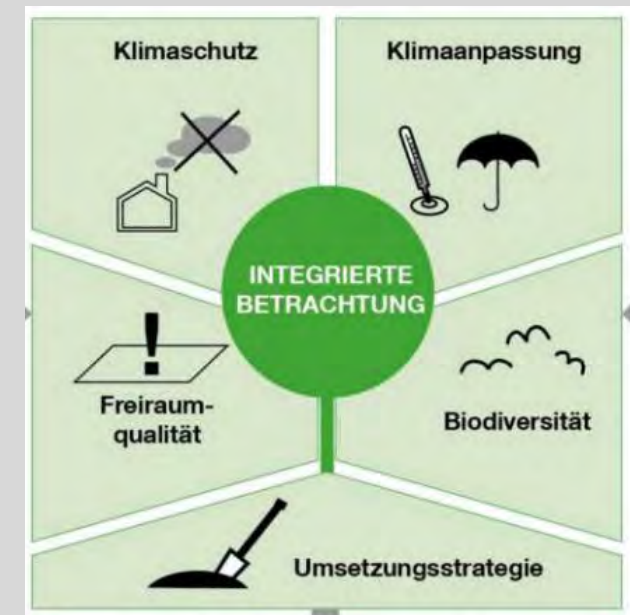 Klimaschutz
Klimaanpassung
INTEGRIERTE
BETRACHTUNG
Freiraum-
qualität
Biodiversität
Umsetzungsstrategie